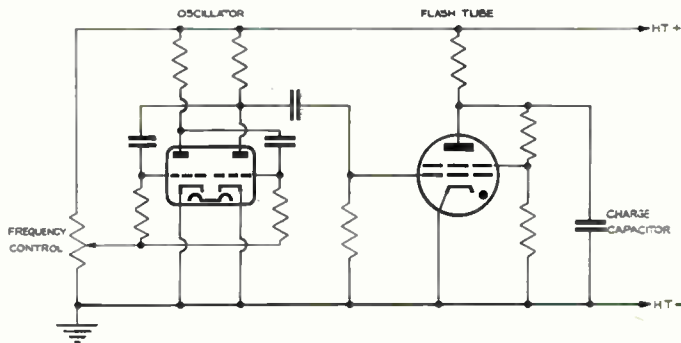 OSCILLATOR
FLASH TUBE
HT +
FREQUENCY
CONTROL
CHARGE
CAPACITOR
HT -